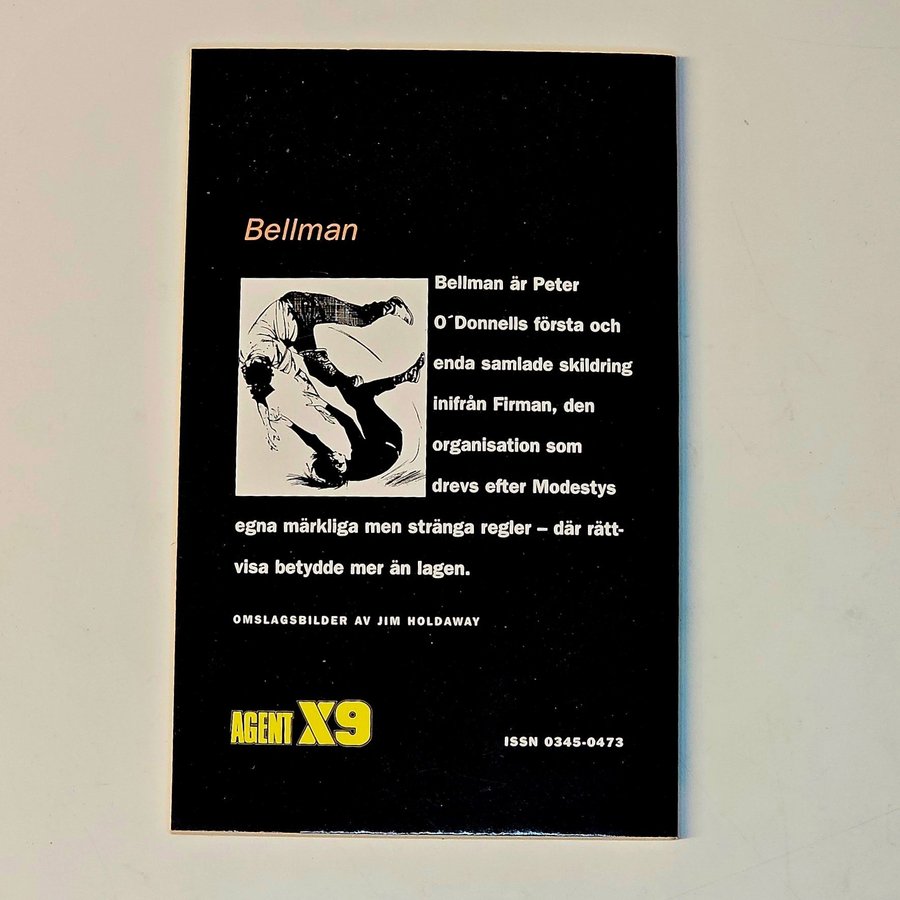 Bellman
Bellman är Peter
O´Donnells första och
enda samlade skildring
inifrån Firman, den
organisation som
drevs efter Modestys
egna märkliga men stränga regler – där rätt-
visa betydde mer än lagen.
OMSLAGSBILDER AV JIM HOLDAWAY
AGENT X9
ISSN 0345-0473